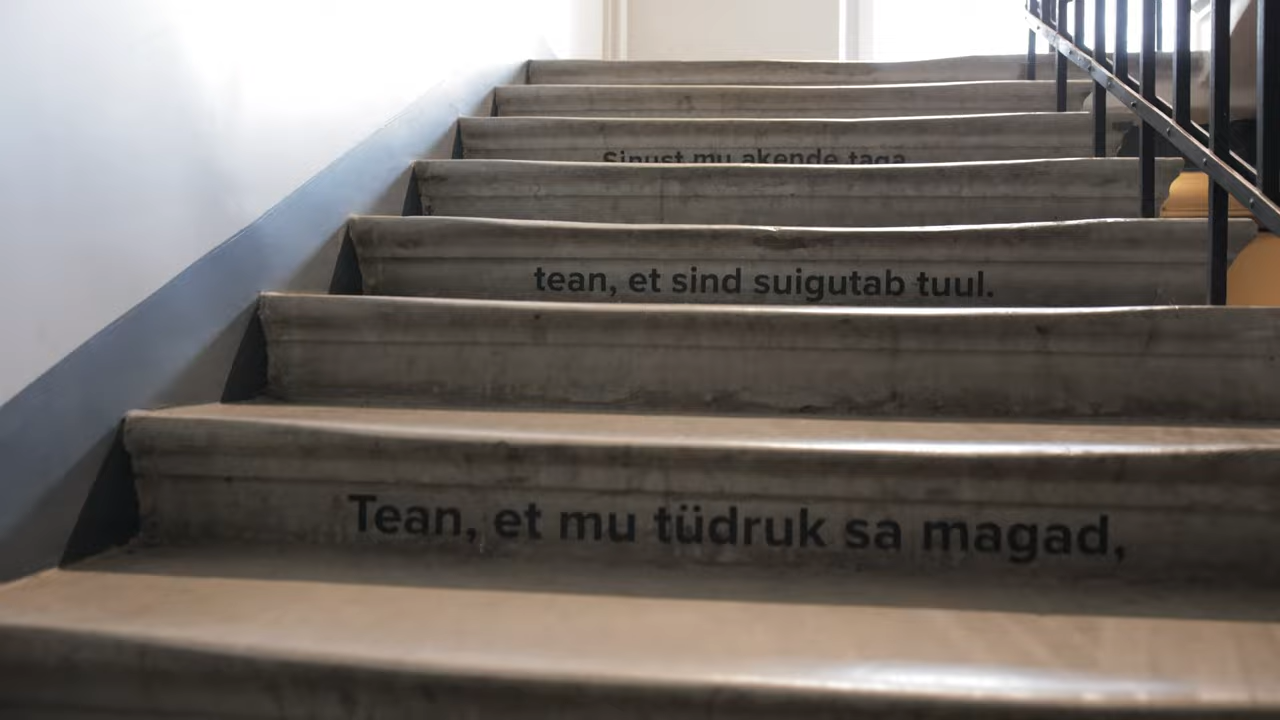 Sinust mu akende taga
tean, et sind suigutab tuul.
Tean, et mu tüdruk sa magad,